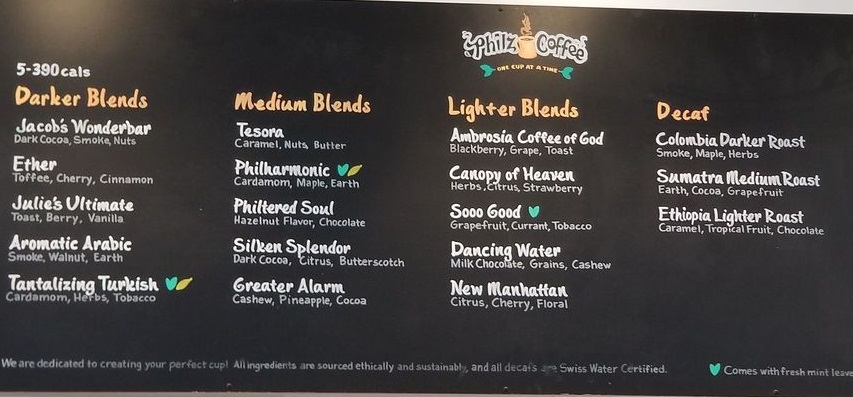 Philz Coffee
ONE CUP AT A TIME
5-390cals
Darker Blends
Jacob's Wonderbar
Dark Cocoa, Smoke, Nuts
Ether
Toffee, Cherry, Cinnamon
Julie's Ultimate
Toast, Berry, Vanilla
Aromatic Arabic
Smoke, Walnut, Earth
Tantalizing Turkish
Cardamom, Herbs, Tobacco
Medium Blends
Tesora
Caramel, Nuts, Butter
Philharmonic
Cardamom, Maple, Earth
Philtered Soul
Hazelnut Flavor, Chocolate
Silken Splendor
Dark Cocoa, Citrus, Butterscotch
Greater Alarm
Cashew, Pineapple, Cocoa
Lighter Blends
Ambrosia Coffee of God
Blackberry, Grape, Toast
Canopy of Heaven
Herbs, Citrus, Strawberry
Sooo Good
Grapefruit, Currant, Tobacco
Dancing Water
Milk Chocolate, Grains, Cashew
New Manhattan
Citrus, Cherry, Floral
Decaf
Colombia Darker Roast
Smoke, Maple, Herbs
Sumatra Medium Roast
Earth, Cocoa, Grapefruit
Ethiopia Lighter Roast
Caramel, Tropical Fruit, Chocolate
We are dedicated to creating your perfect cup! All ingredients are sourced ethically and sustainably, and all decafs are Swiss Water Certified.
Comes with fresh mint leave